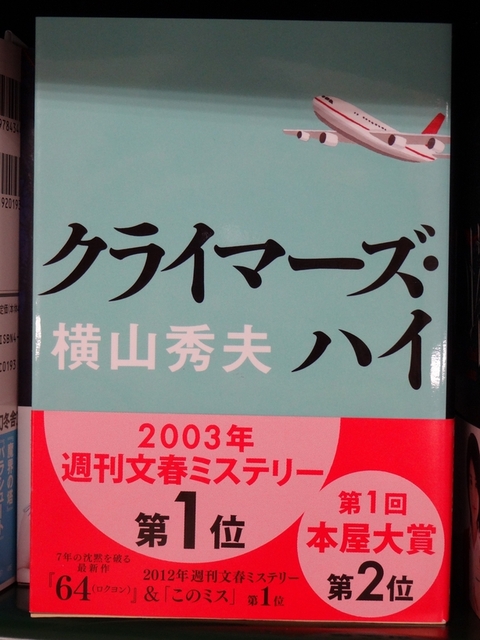 クライマーズ・
ハイ
横山秀夫
2003年
週刊文春ミステリー
第1位
第1回
本屋大賞
第2位
7年の沈黙を破る
最新作
『64(ロクヨン)』
2012年週刊文春ミステリー
&「このミス」第1位